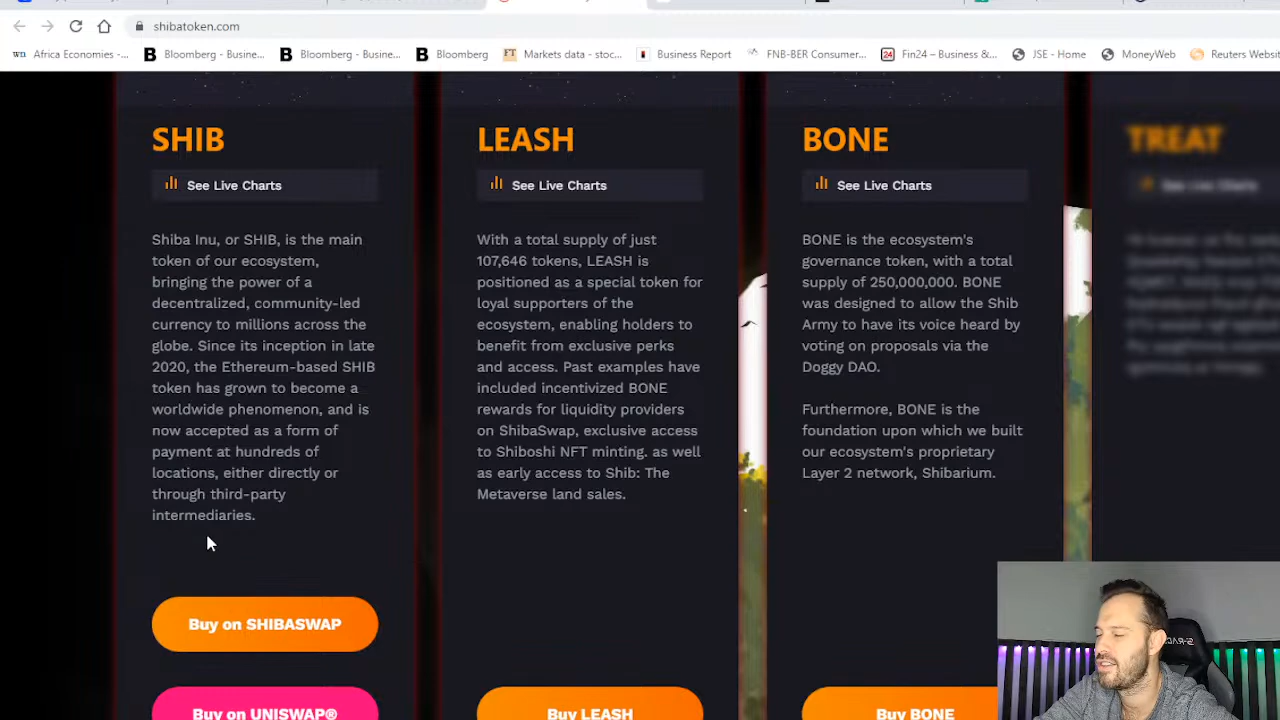 shibatoken.com
Africa Economies -...
Bloomberg - Busine...
Bloomberg - Busine...
Bloomberg
Markets data - stoc...
Business Report
FNB-BER Consumer...
Fin24 – Business &...
JSE - Home
MoneyWeb
Reuters Websit
SHIB
See Live Charts
Shiba Inu, or SHIB, is the main
token of our ecosystem,
bringing the power of a
decentralized, community-led
currency to millions across the
globe. Since its inception in late
2020, the Ethereum-based SHIB
token has grown to become a
worldwide phenomenon, and is
now accepted as a form of
payment at hundreds of
locations, either directly or
through third-party
intermediaries.
Buy on SHIBASWAP
Buy on UNISWAP®
LEASH
See Live Charts
With a total supply of just
107,646 tokens, LEASH is
positioned as a special token for
loyal supporters of the
ecosystem, enabling holders to
benefit from exclusive perks
and access. Past examples have
included incentivized BONE
rewards for liquidity providers
on ShibaSwap, exclusive access
to Shiboshi NFT minting. as well
as early access to Shib: The
Metaverse land sales.
Buy LEASH
BONE
See Live Charts
BONE is the ecosystem's
governance token, with a total
supply of 250,000,000. BONE
was designed to allow the Shib
Army to have its voice heard by
voting on proposals via the
Doggy DAO.
Furthermore, BONE is the
foundation upon which we built
our ecosystem's proprietary
Layer 2 network, Shibarium.
Buy BONE
TREAT
See Live Charts